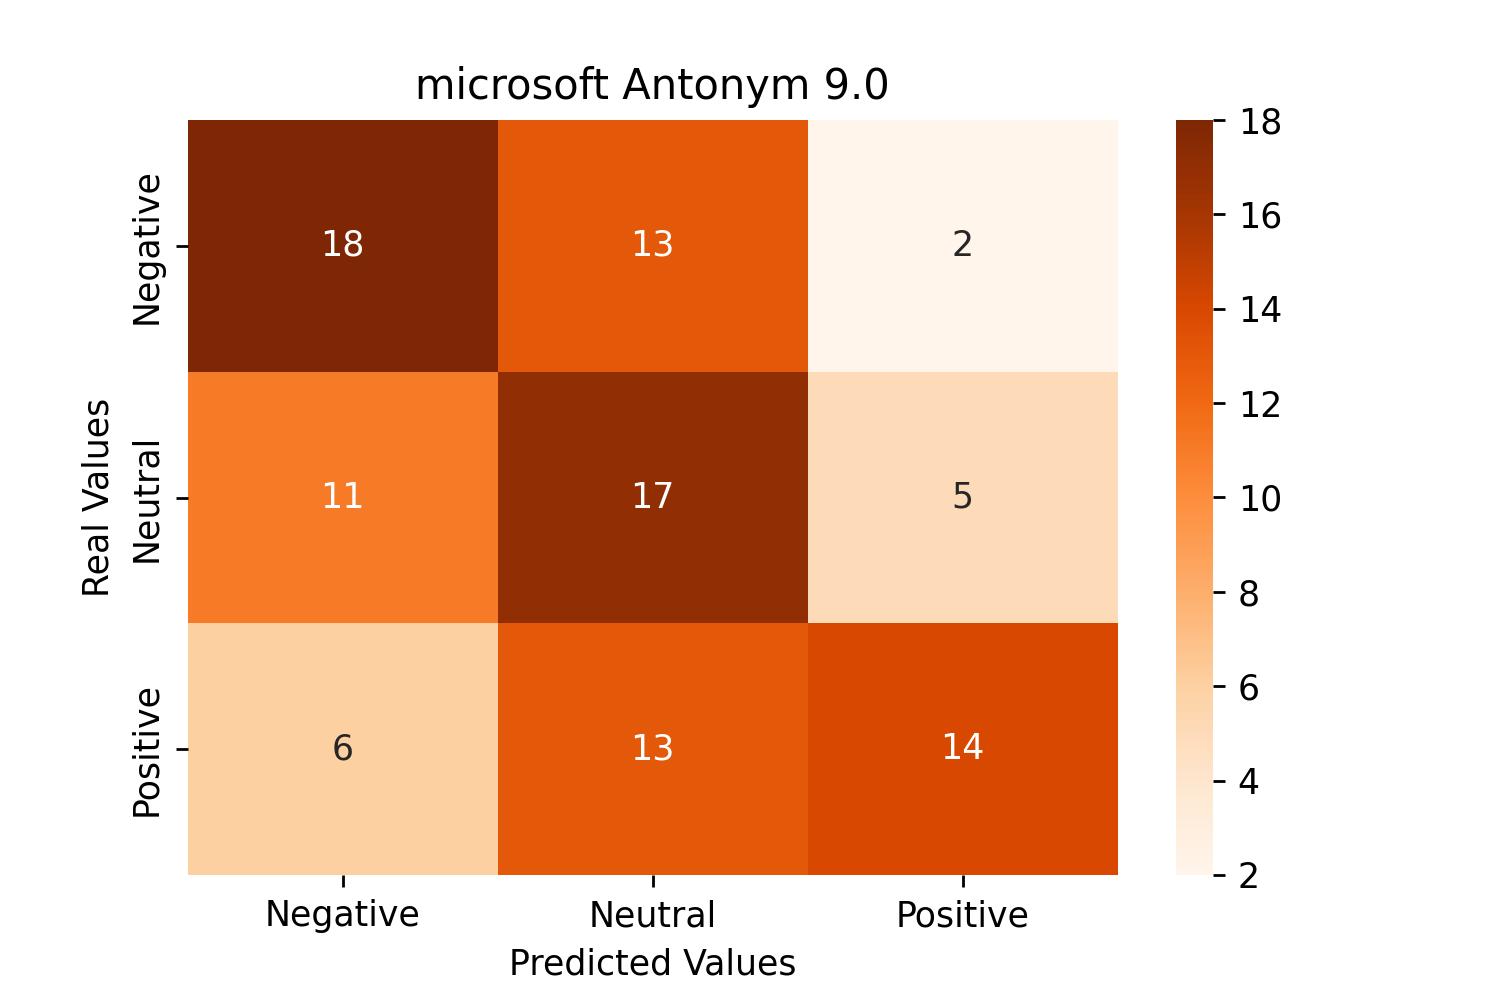 microsoft Antonym 9.0
Real Values
Negative
18 13 2
Neutral
11 17 5
Positive
6 13 14
Negative Neutral Positive
Predicted Values
18
16
14
12
10
8
6
4
2